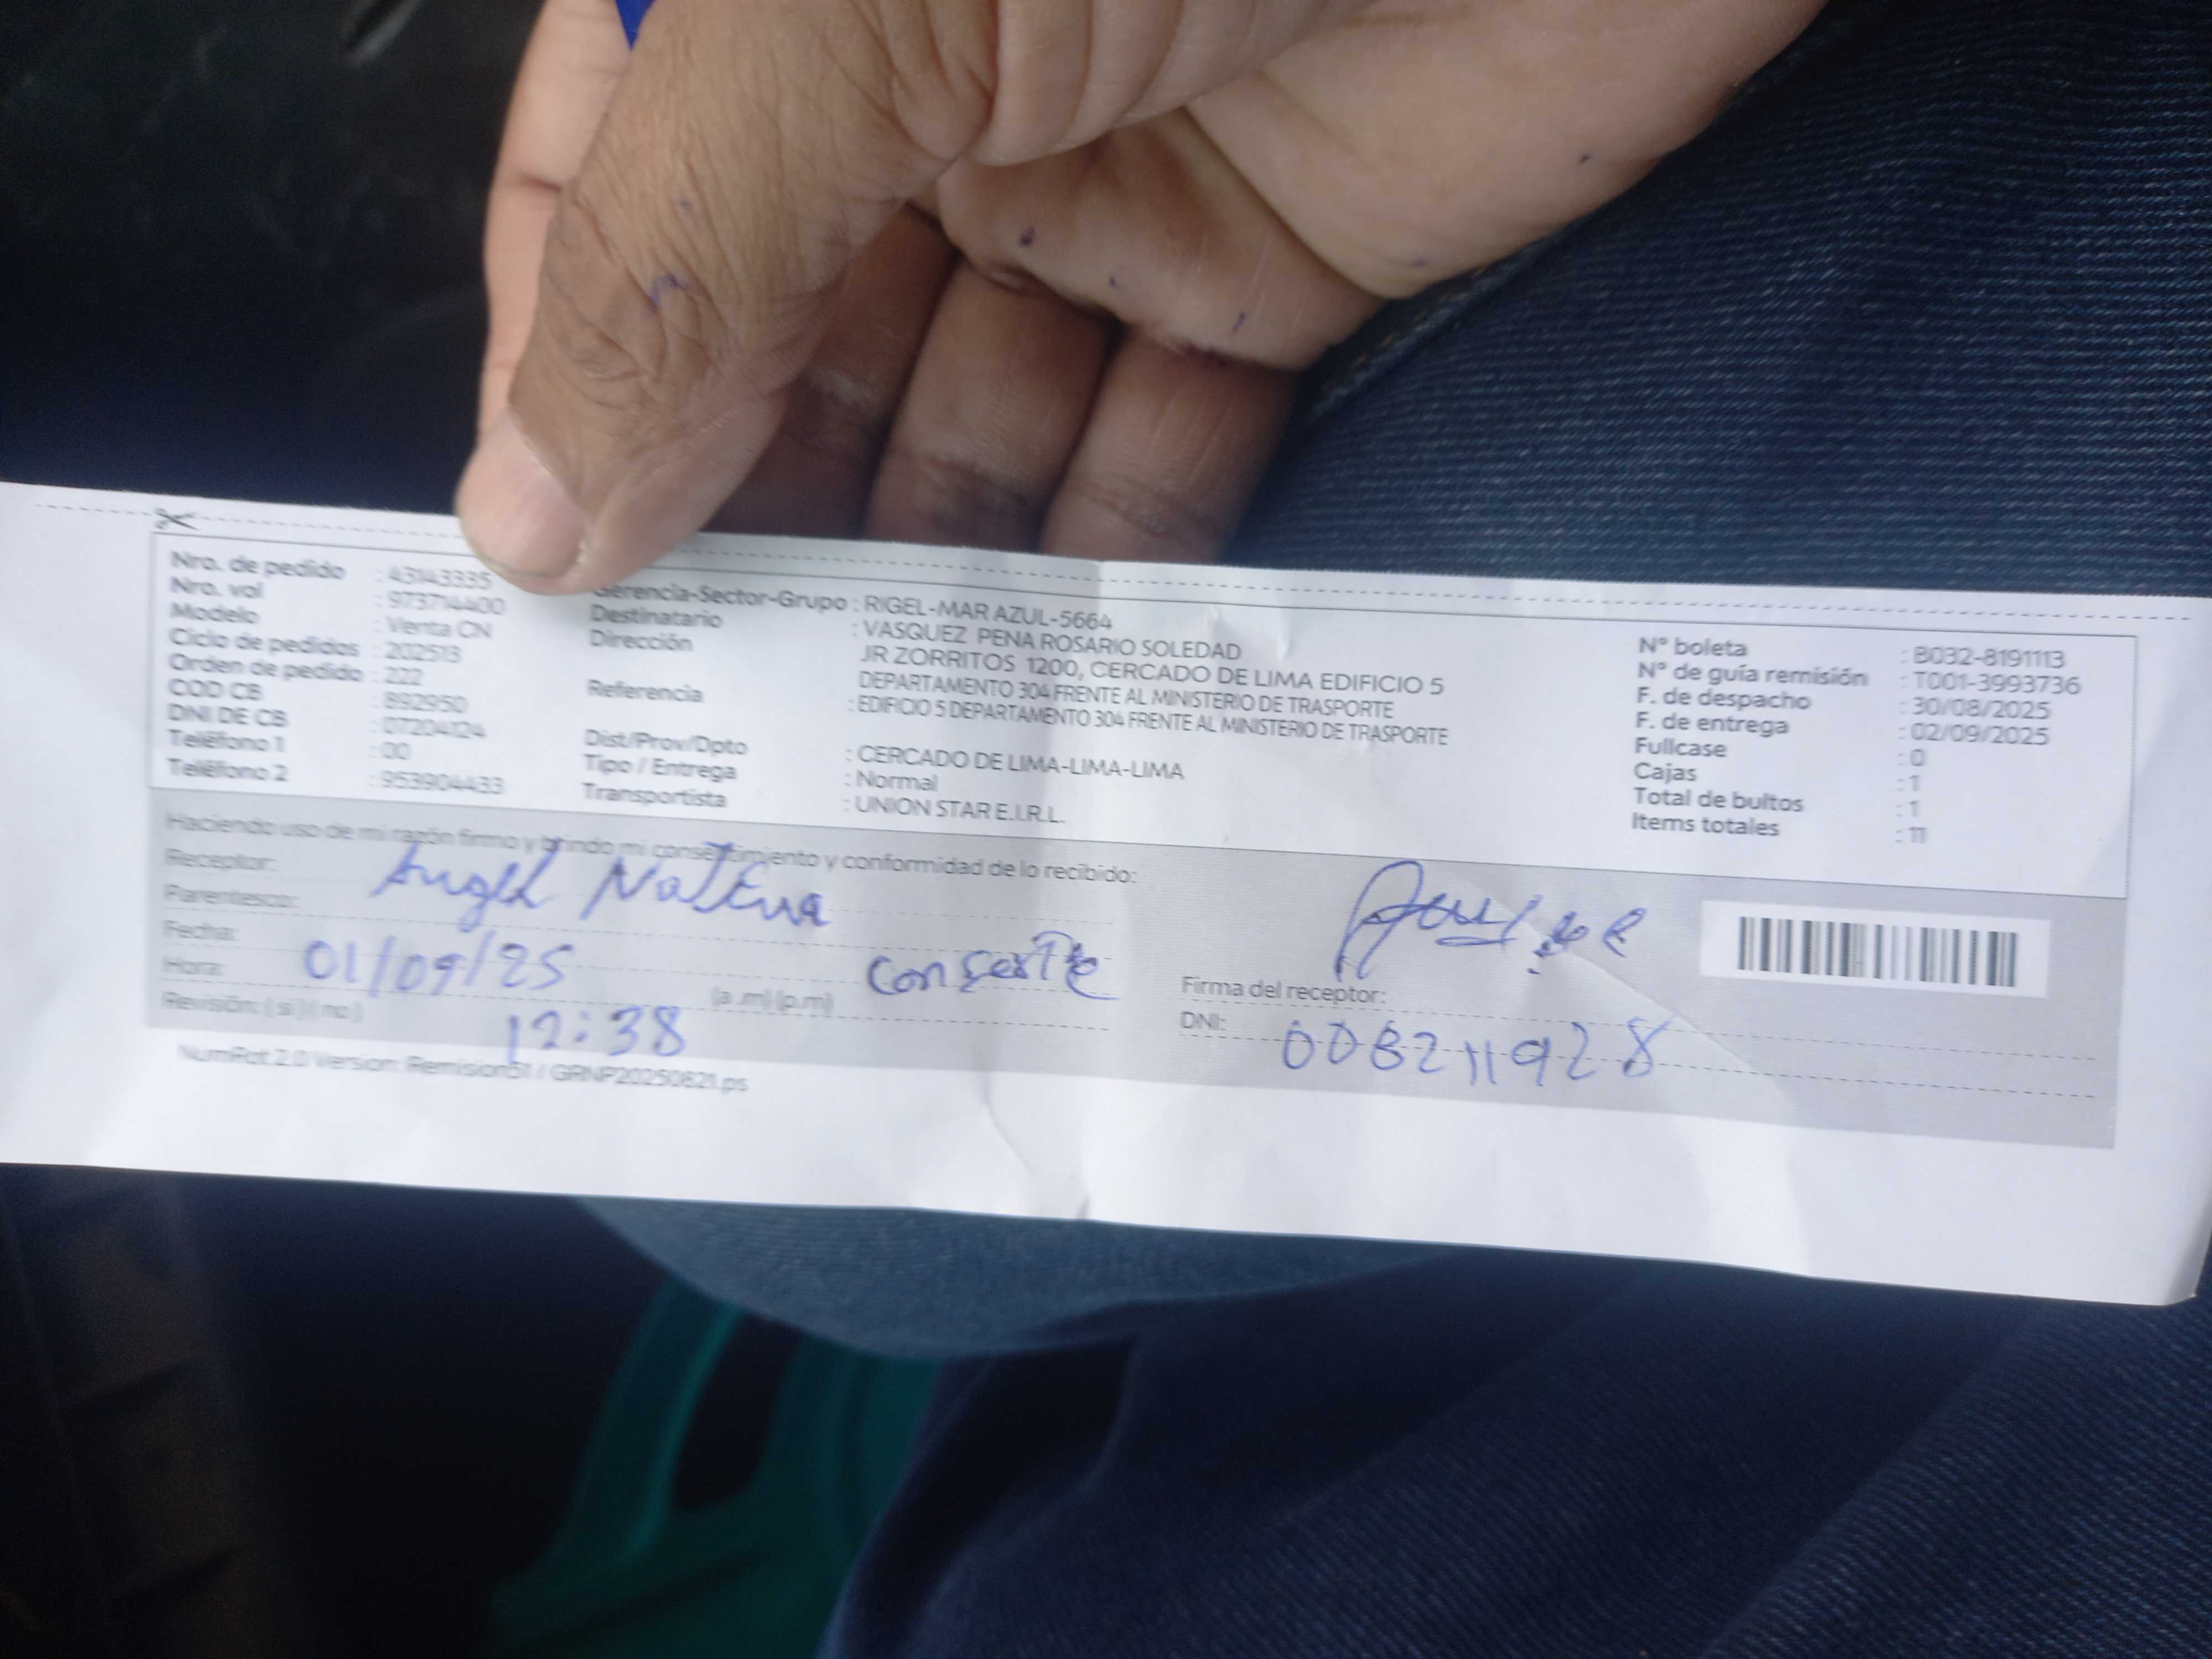 Nro. de pedido : 43143335
Nro. vol : 973714400
Modelo : Venta CN
Ciclo de pedidos : 202513
Orden de pedido : 222
COD CB : 892950
DNI DE CB : 07204124
Teléfono 1 : 00
Teléfono 2 : 953904433
Gerencia-Sector-Grupo : RIGEL-MAR AZUL-5664
Destinatario : VASQUEZ PENA ROSARIO SOLEDAD
Dirección : JR ZORRITOS 1200, CERCADO DE LIMA EDIFICIO 5
DEPARTAMENTO 304 FRENTE AL MINISTERIO DE TRASPORTE
Referencia : EDIFICIO 5 DEPARTAMENTO 304 FRENTE AL MINISTERIO DE TRASPORTE
Dist/Prov/Dpto : CERCADO DE LIMA-LIMA-LIMA
Tipo / Entrega : Normal
Transportista : UNION STAR E.I.R.L.
N° boleta : B032-8191113
N° de guía remisión : T001-3993736
F. de despacho : 30/08/2025
F. de entrega : 02/09/2025
Fullcase : 0
Cajas : 1
Total de bultos : 1
Items totales : 11
Haciendo uso de mi razón firmo y brindo mi consentimiento y conformidad de lo recibido:
Receptor: Angel
Parentesco:
Fecha: 01/09/25
Hora: 12:38 (a .m) (p.m)
Revisión: ( si ) ( no )
Firma del receptor:
DNI: 008211928
NumRot 2.0 Version: Remision51 / GRNP20250821.ps